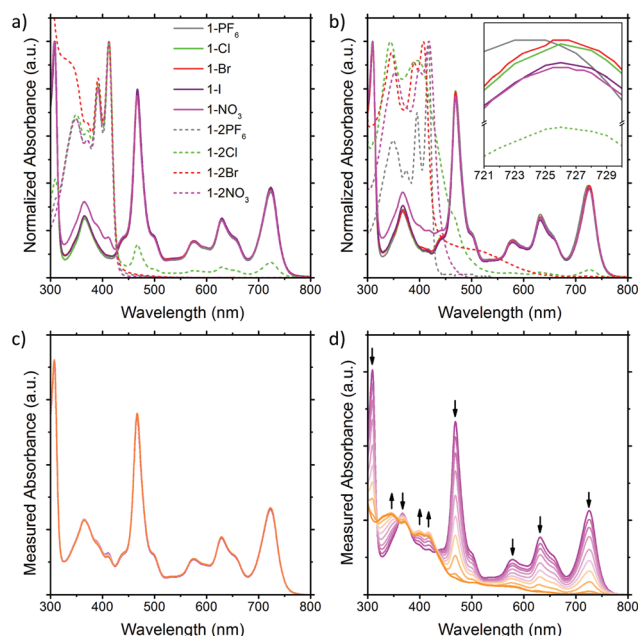 a)
1-PF6
1-Cl
1-Br
1-I
1-NO3
1-2PF6
1-2Cl
1-2Br
1-2NO3
Normalized Absorbance (a.u.)
300 400 500 600 700 800
Wavelength (nm)
b)
721 723 725 727 729
Normalized Absorbance (a.u.)
300 400 500 600 700 800
Wavelength (nm)
c)
Measured Absorbance (a.u.)
300 400 500 600 700 800
Wavelength (nm)
d)
Measured Absorbance (a.u.)
300 400 500 600 700 800
Wavelength (nm)